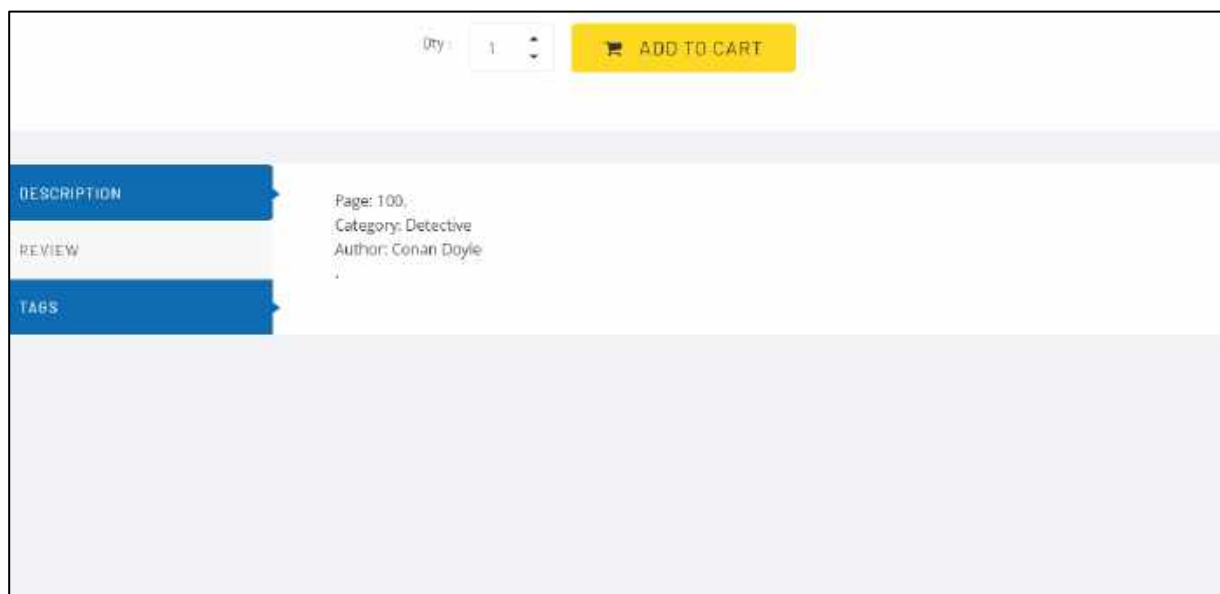 Qty :
1
ADD TO CART
DESCRIPTION
Page: 100,
Category: Detective
REVIEW
Author: Conan Doyle
,
TAGS